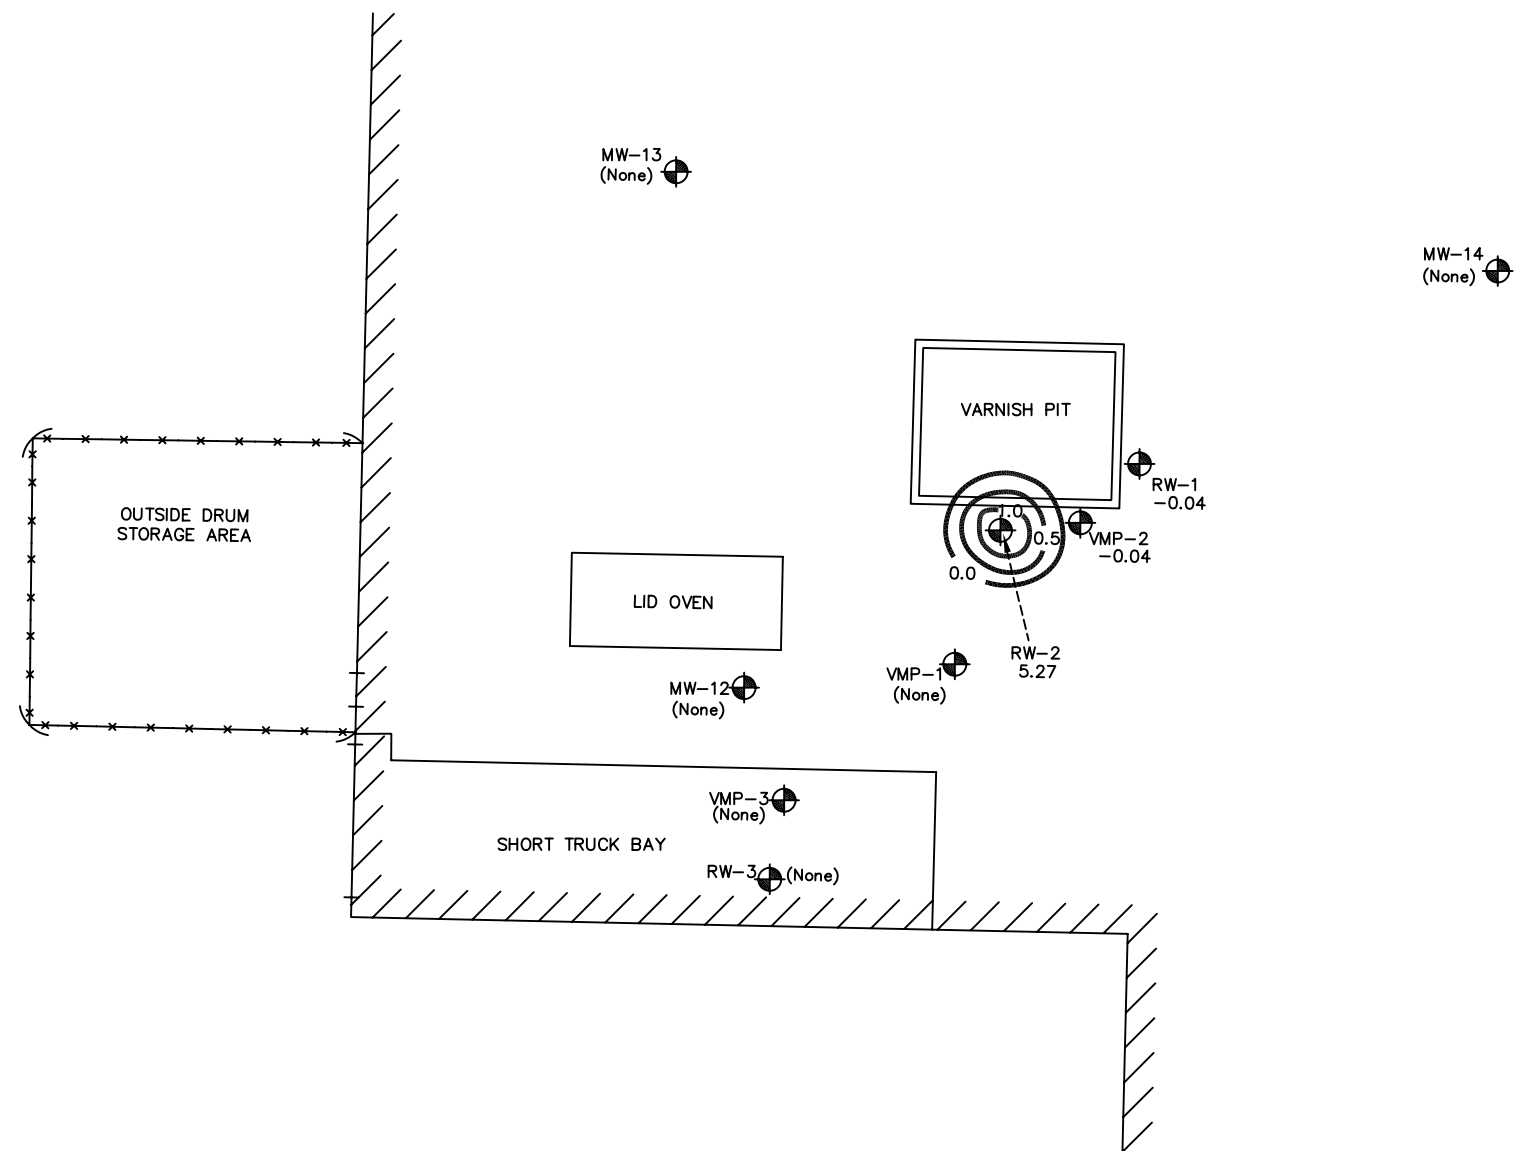 MW-13
(None)
MW-14
(None)
VARNISH PIT
RW-1
-0.04
OUTSIDE DRUM
STORAGE AREA
1.0
0.5
VMP-2
-0.04
0.0
LID OVEN
RW-2
5.27
VMP-1
(None)
MW-12
(None)
VMP-3
(None)
SHORT TRUCK BAY
RW-3 (None)